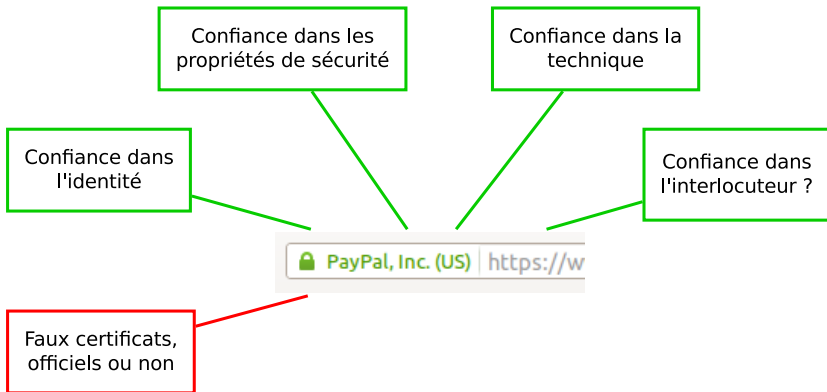 Confiance dans les
propriétés de sécurité
Confiance dans la
technique
Confiance dans
l'identité
Confiance dans
l'interlocuteur ?
PayPal, Inc. (US) https://w
Faux certificats,
officiels ou non